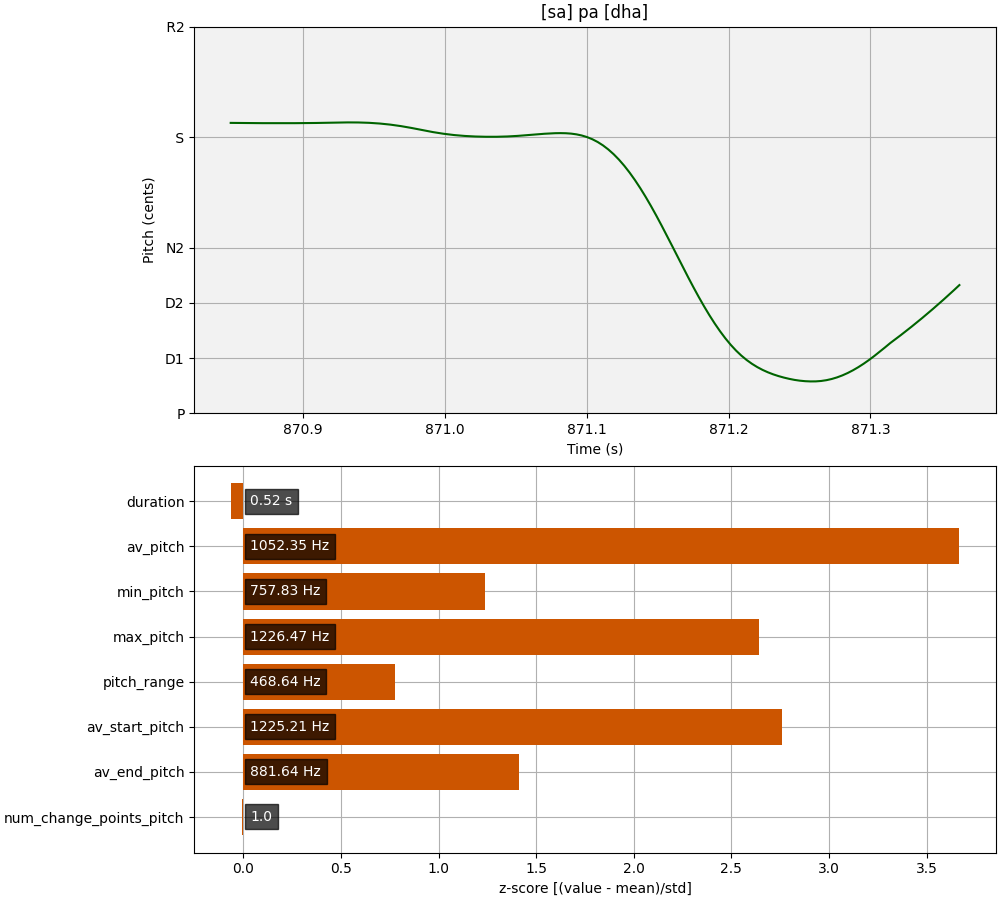 [sa] pa [dha]
R2
S
N2
D2
D1
P
Pitch (cents)
870.9 871.0 871.1 871.2 871.3
Time (s)
duration 0.52 s
av_pitch 1052.35 Hz
min_pitch 757.83 Hz
max_pitch 1226.47 Hz
pitch_range 468.64 Hz
av_start_pitch 1225.21 Hz
av_end_pitch 881.64 Hz
num_change_points_pitch 1.0
0.0 0.5 1.0 1.5 2.0 2.5 3.0 3.5
z-score [(value - mean)/std]